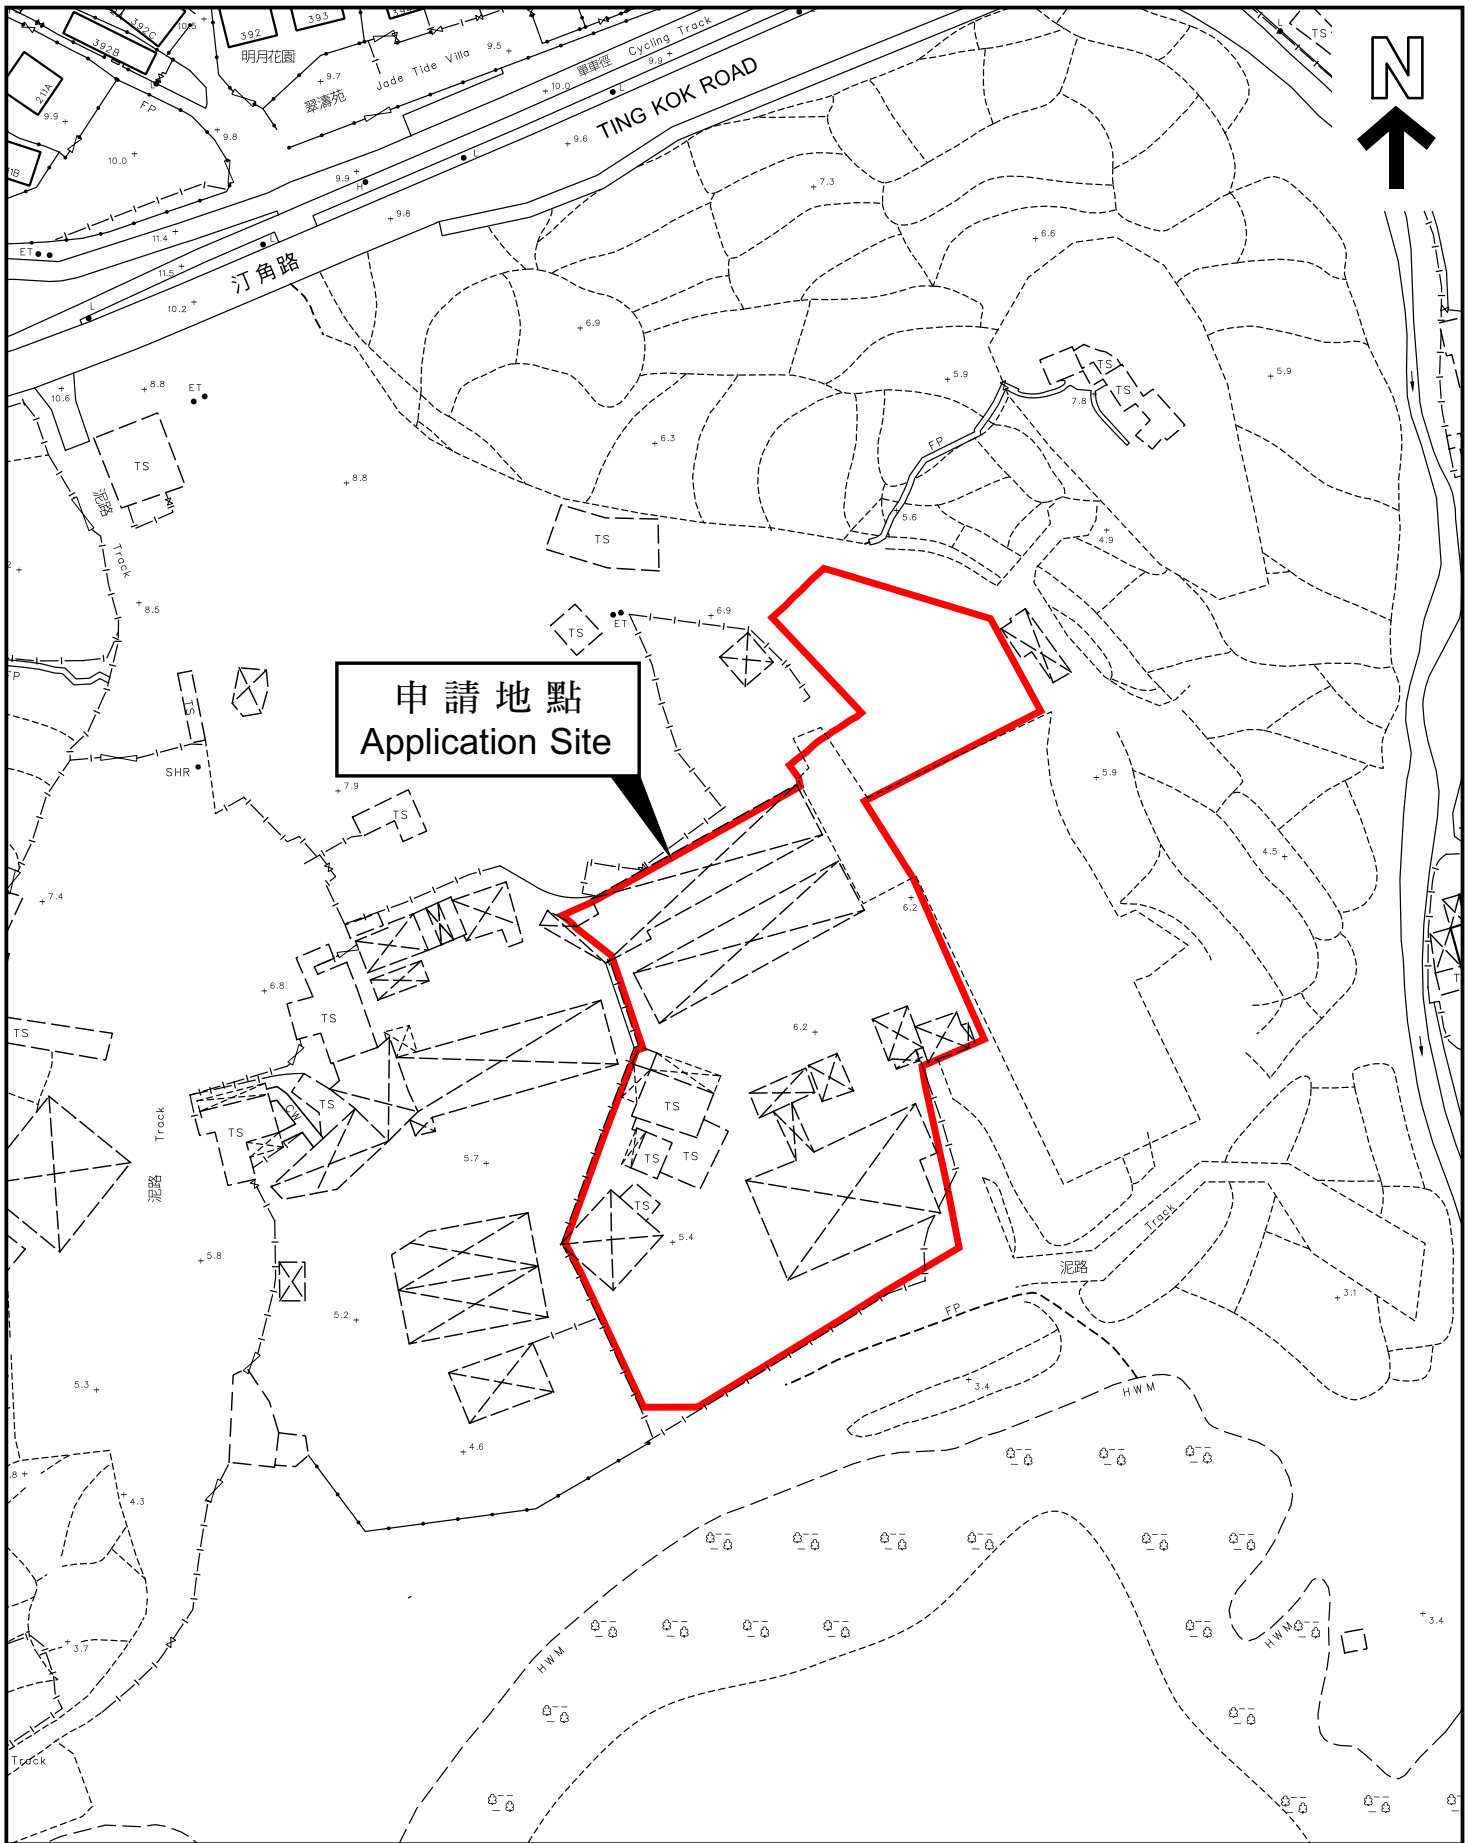 392C
10.5
392
393
392B
明月花園
9.5
Jade Tide Villa
單車徑 Cycling Track
9.9
L
TS
N
211A
9.7
翠濤苑
10.0
L
FP
9.9
9.8
TING KOK ROAD
9.6
10.0
11B
L
9.9
H
7.3
9.8
11.4
6.6
ET
L
11.5
汀角路
L
10.2
6.9
8.8
ET
10.6
5.9
TS
TS
5.9
7.8
6.3
FP
TS
8.8
泥路
Track
5.6
4.9
TS
8.5
6.9
ET
TS
FP
申請地點
Application Site
TS
SHR
7.9
5.9
TS
4.5
7.4
6.2
6.8
TS
TS
6.2
TS
TS
CW
TS
Track
泥路
5.7
TS
TS
TS
Track
5.4
5.8
泥路
3.1
FP
5.2
5.3
3.4
HWM
4.6
4.3
3.4
3.7
HWM
HWM
Track